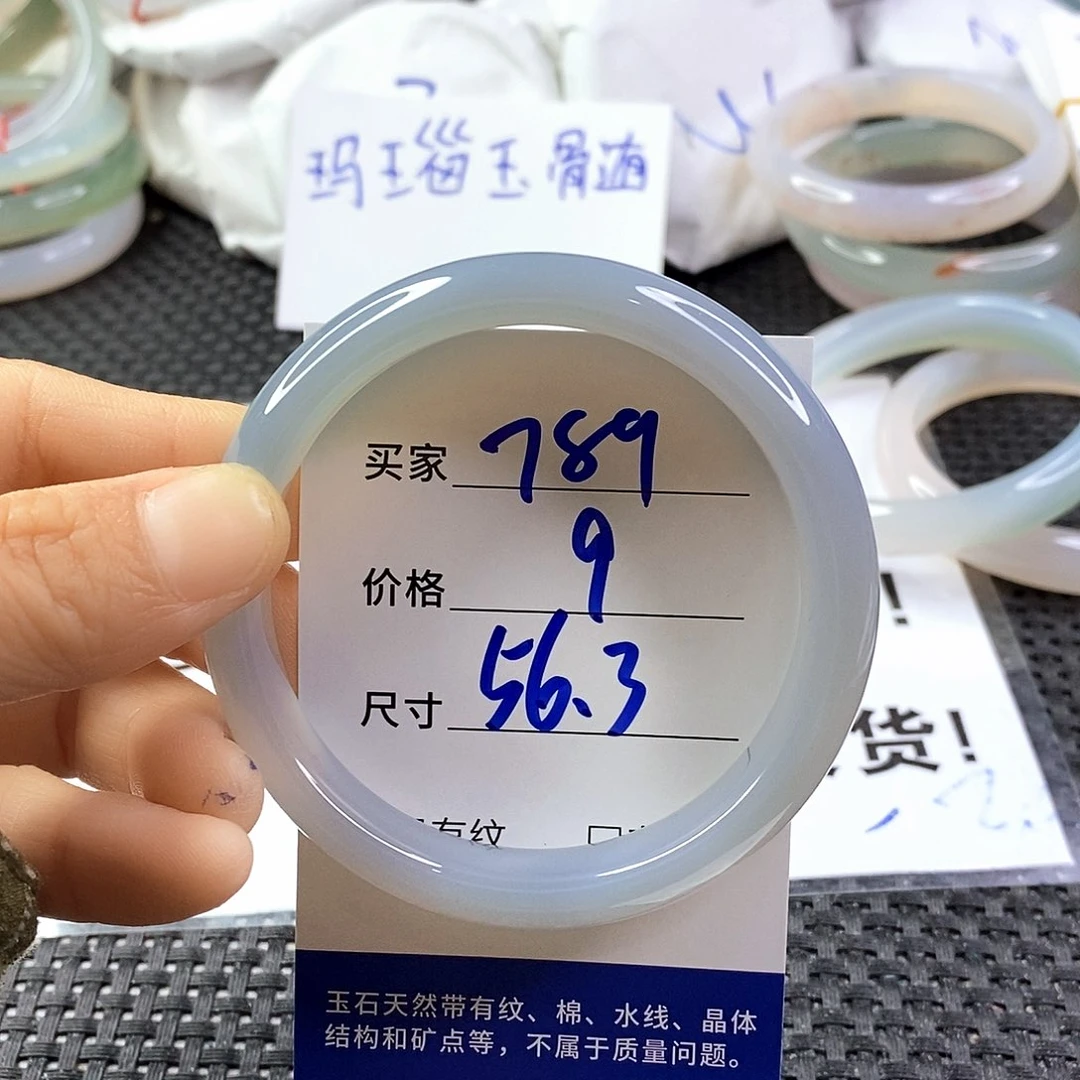 玛瑙玉骨髓
买家 789
价格 9
尺寸 56.3
有纹
货!
玉石天然带有纹、棉、水线、晶体
结构和矿点等，不属于质量问题。